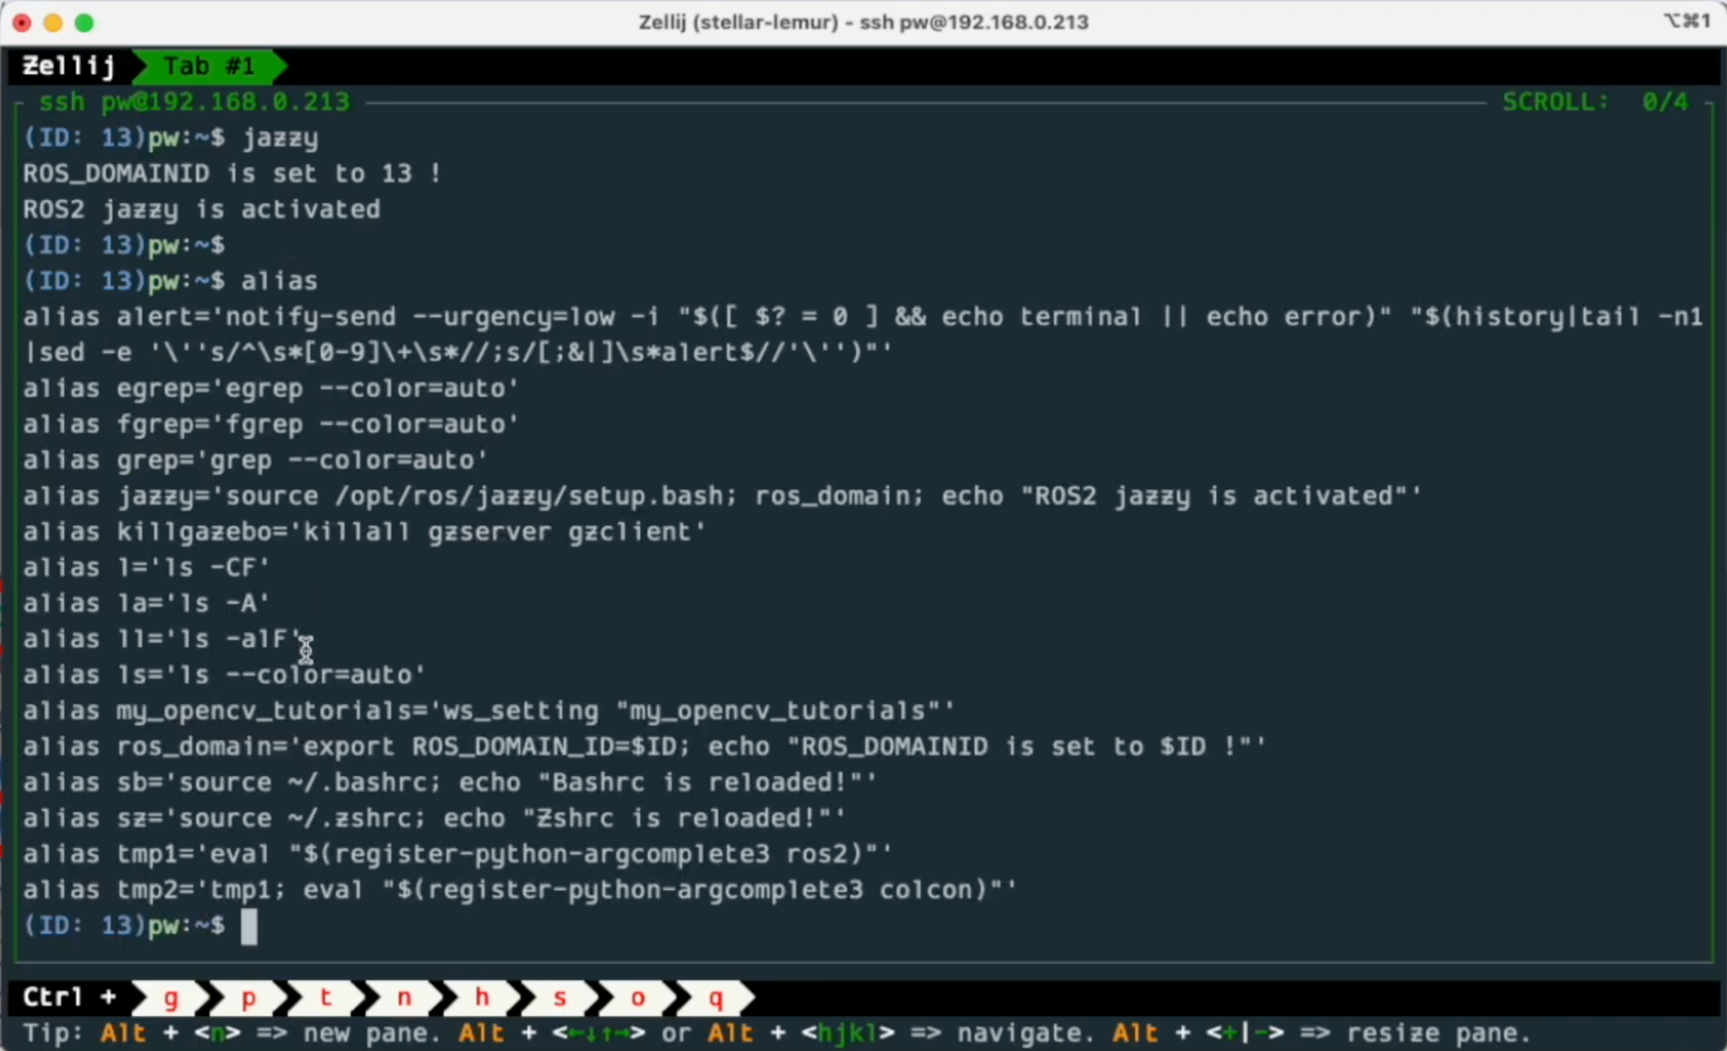 Zellij (stellar-lemur) - ssh pw@192.168.0.213 ⌥⌘1
Zellij Tab #1
ssh pw@192.168.0.213 SCROLL: 0/4
(ID: 13)pw:~$ jazzy
ROS_DOMAINID is set to 13 !
ROS2 jazzy is activated
(ID: 13)pw:~$
(ID: 13)pw:~$ alias
alias alert='notify-send --urgency=low -i "$([ $? = 0 ] && echo terminal || echo error)" "$(history|tail -n1
|sed -e '\''s/^\s*[0-9]\+\s*//;s/[;&|]\s*alert$//'\'')"'
alias egrep='egrep --color=auto'
alias fgrep='fgrep --color=auto'
alias grep='grep --color=auto'
alias jazzy='source /opt/ros/jazzy/setup.bash; ros_domain; echo "ROS2 jazzy is activated"'
alias killgazebo='killall gzserver gzclient'
alias l='ls -CF'
alias la='ls -A'
alias ll='ls -alF'
alias ls='ls --color=auto'
alias my_opencv_tutorials='ws_setting "my_opencv_tutorials"'
alias ros_domain='export ROS_DOMAIN_ID=$ID; echo "ROS_DOMAINID is set to $ID !"'
alias sb='source ~/.bashrc; echo "Bashrc is reloaded!"'
alias sz='source ~/.zshrc; echo "Zshrc is reloaded!"'
alias tmp1='eval "$(register-python-argcomplete3 ros2)"'
alias tmp2='tmp1; eval "$(register-python-argcomplete3 colcon)"'
(ID: 13)pw:~$
Ctrl + g p t n h s o q
Tip: Alt + <n> => new pane. Alt + <←↓↑→> or Alt + <hjkl> => navigate. Alt + <+|-> => resize pane.